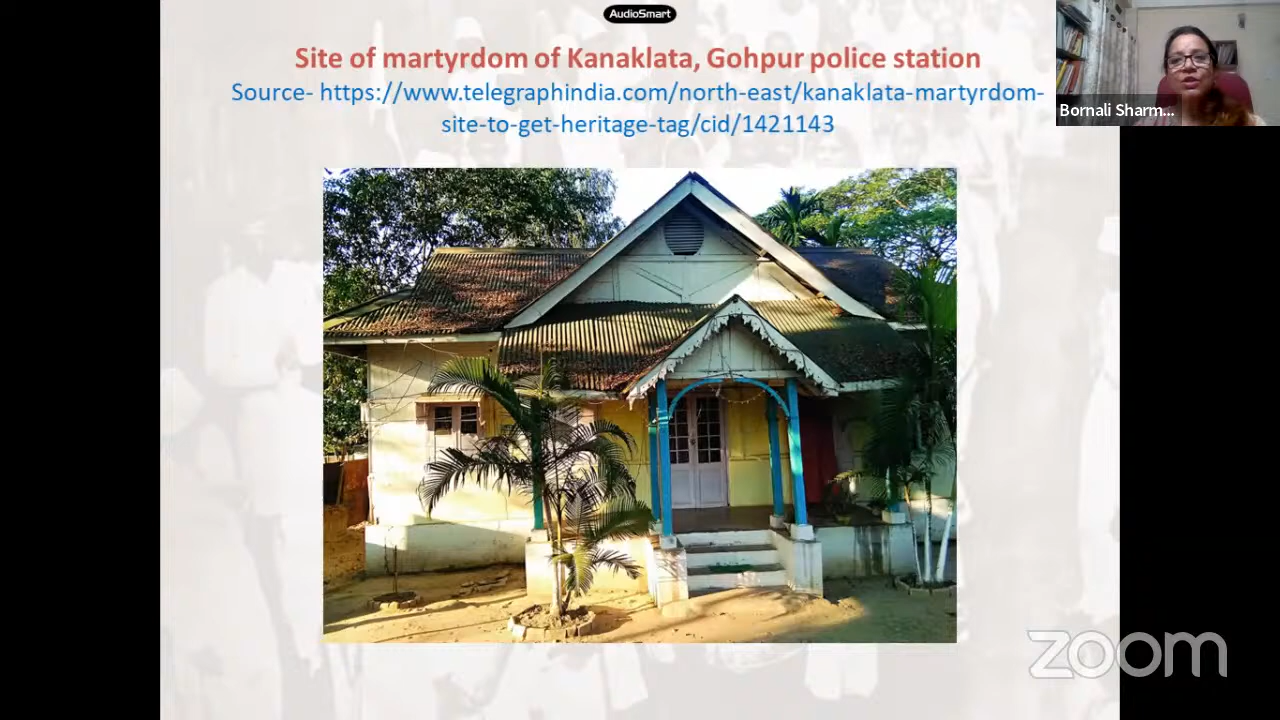 AudioSmart
Site of martyrdom of Kanaklata, Gohpur police station
Source- https://www.telegraphindia.com/north-east/kanaklata-martyrdom-
site-to-get-heritage-tag/cid/1421143
Bornali Sharm...
zoom